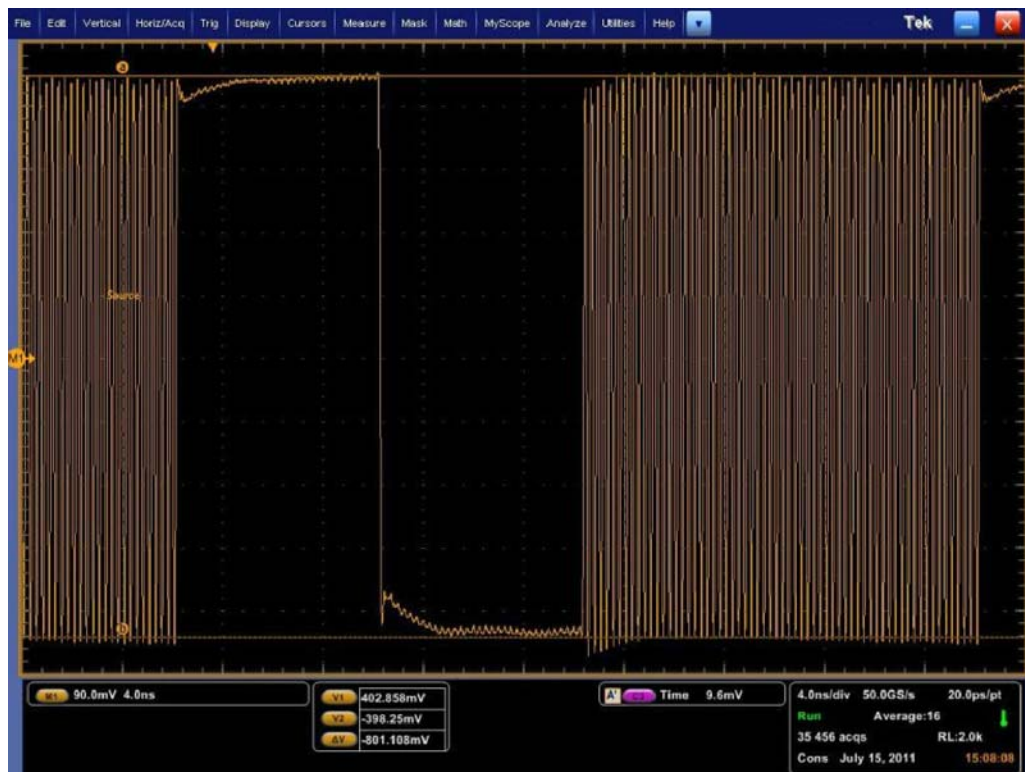 File Edit Vertical Horiz/Acq Trig Display Cursors Measure Mask Math MyScope Analyze Utilities Help Tek
a
Source
M1
b
M1 90.0mV 4.0ns
V1 402.858mV
V2 -398.25mV
ΔV -801.108mV
A' C3 Time 9.6mV
4.0ns/div 50.0GS/s 20.0ps/pt
Run Average:16
35 456 acqs RL:2.0k
Cons July 15, 2011 15:08:08